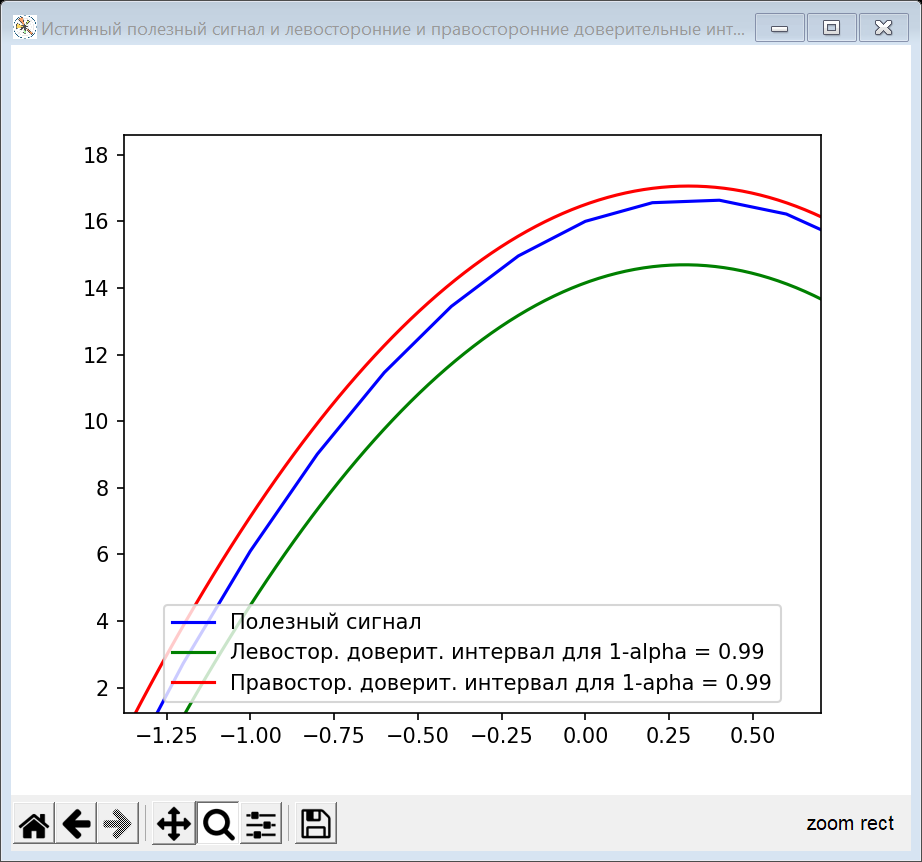 Истинный полезный сигнал и левосторонние и правосторонние доверительные инт...
18
16
14
12
10
8
6
4
2
Полезный сигнал
Левостор. доверит. интервал для 1-alpha = 0.99
Правостор. доверит. интервал для 1-apha = 0.99
−1.25 −1.00 −0.75 −0.50 −0.25 0.00 0.25 0.50
zoom rect